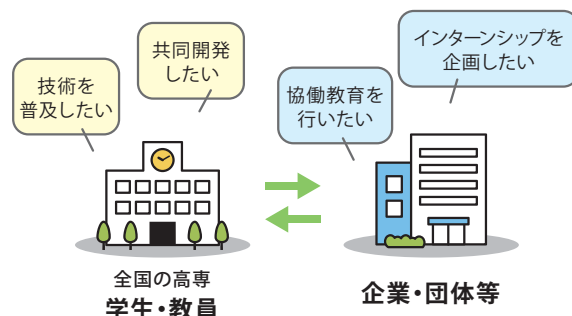 技術を
普及したい
共同開発
したい
協働教育を
行いたい
インターンシップを
企画したい
全国の高専
学生・教員
企業・団体等